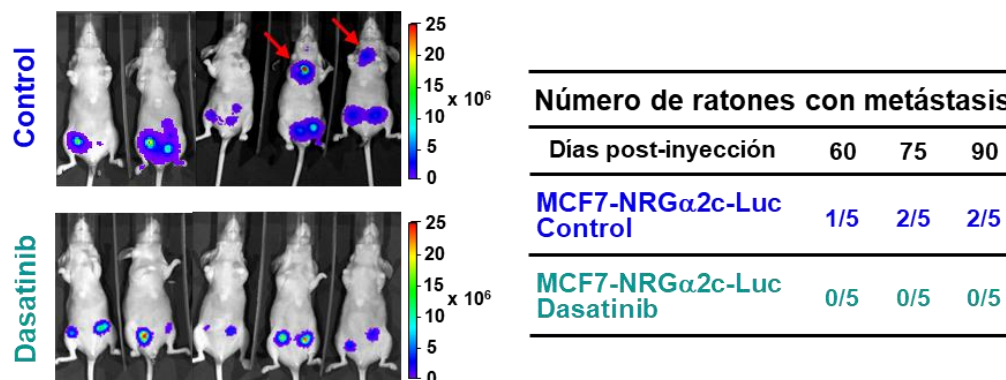 Control
25
20
15
10
5
0
x 10⁶
Dasatinib
25
20
15
10
5
0
x 10⁶
Número de ratones con metástasis
Días post-inyección 60 75 90
MCF7-NRGα2c-Luc
Control 1/5 2/5 2/5
MCF7-NRGα2c-Luc
Dasatinib 0/5 0/5 0/5